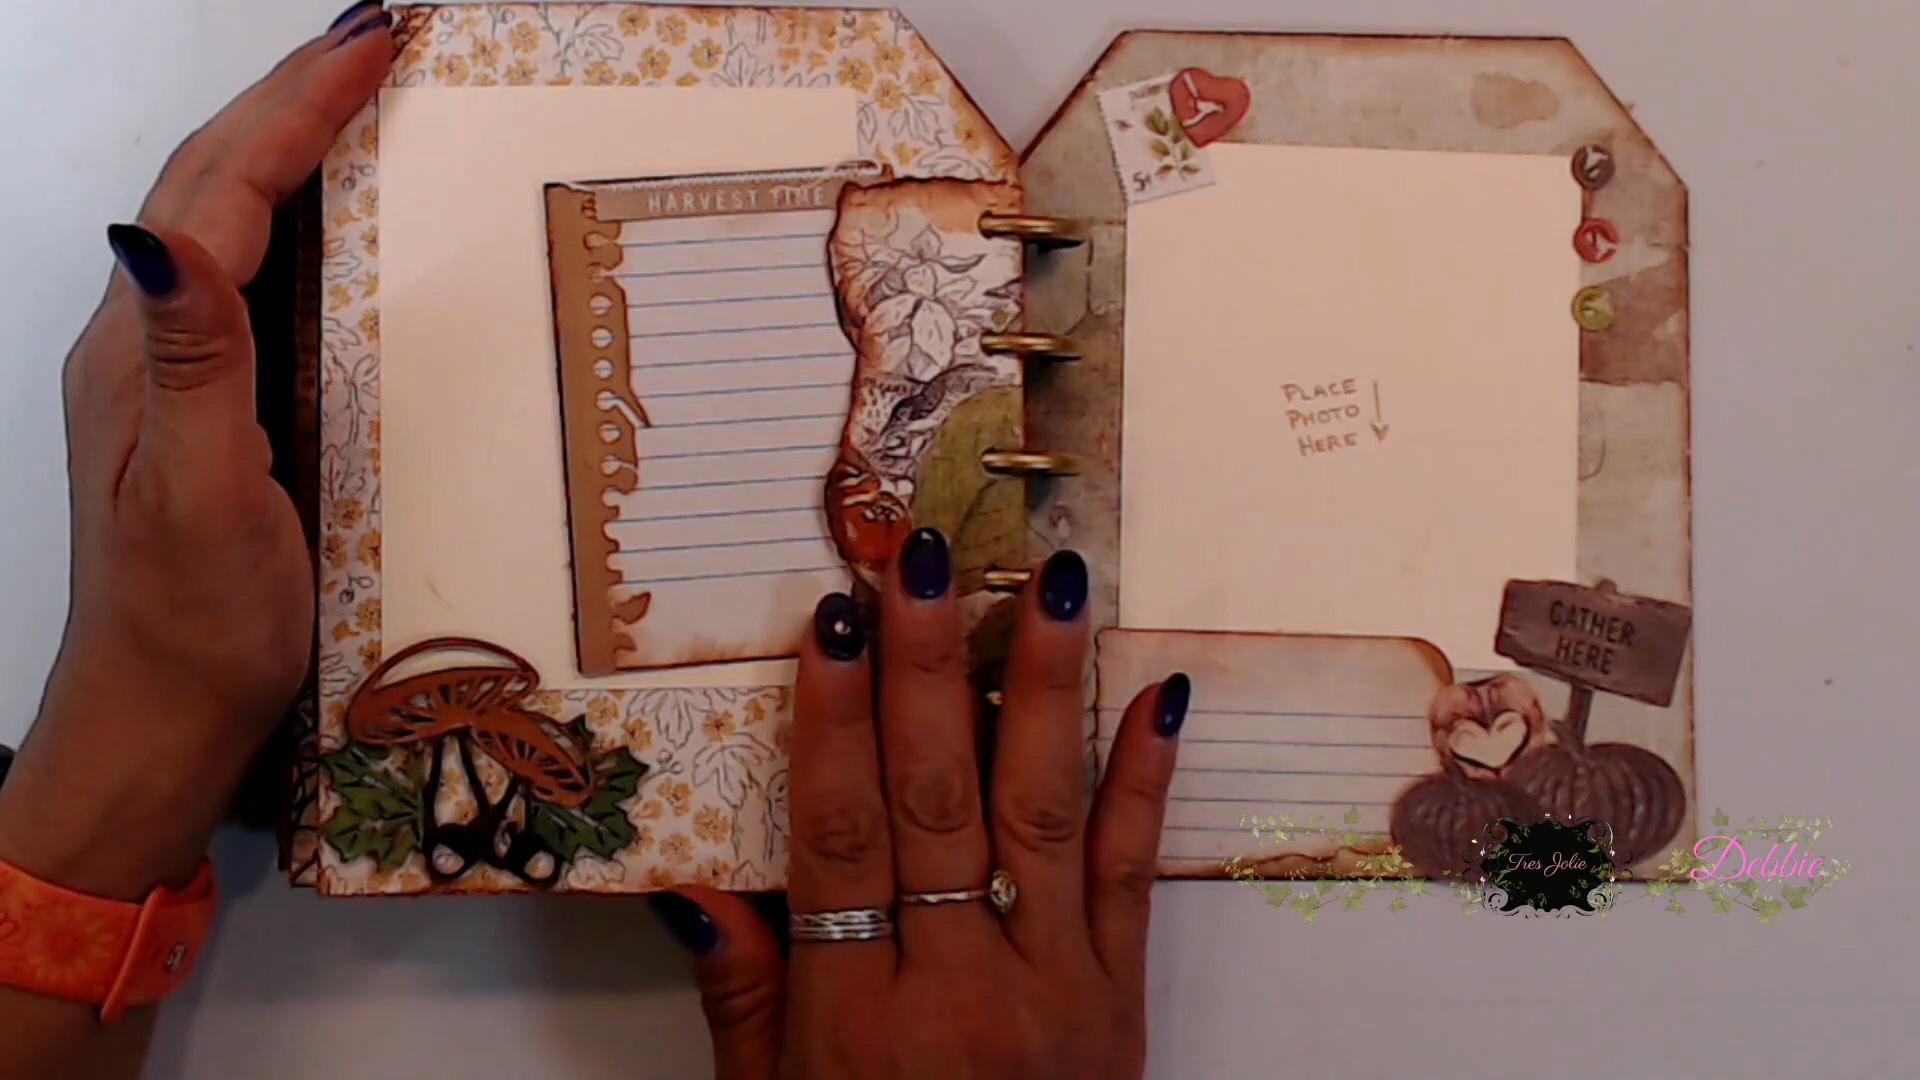 HARVEST TIME
5¢
PLACE
PHOTO
HERE
GATHER
HERE
Tres Jolie
Debbie